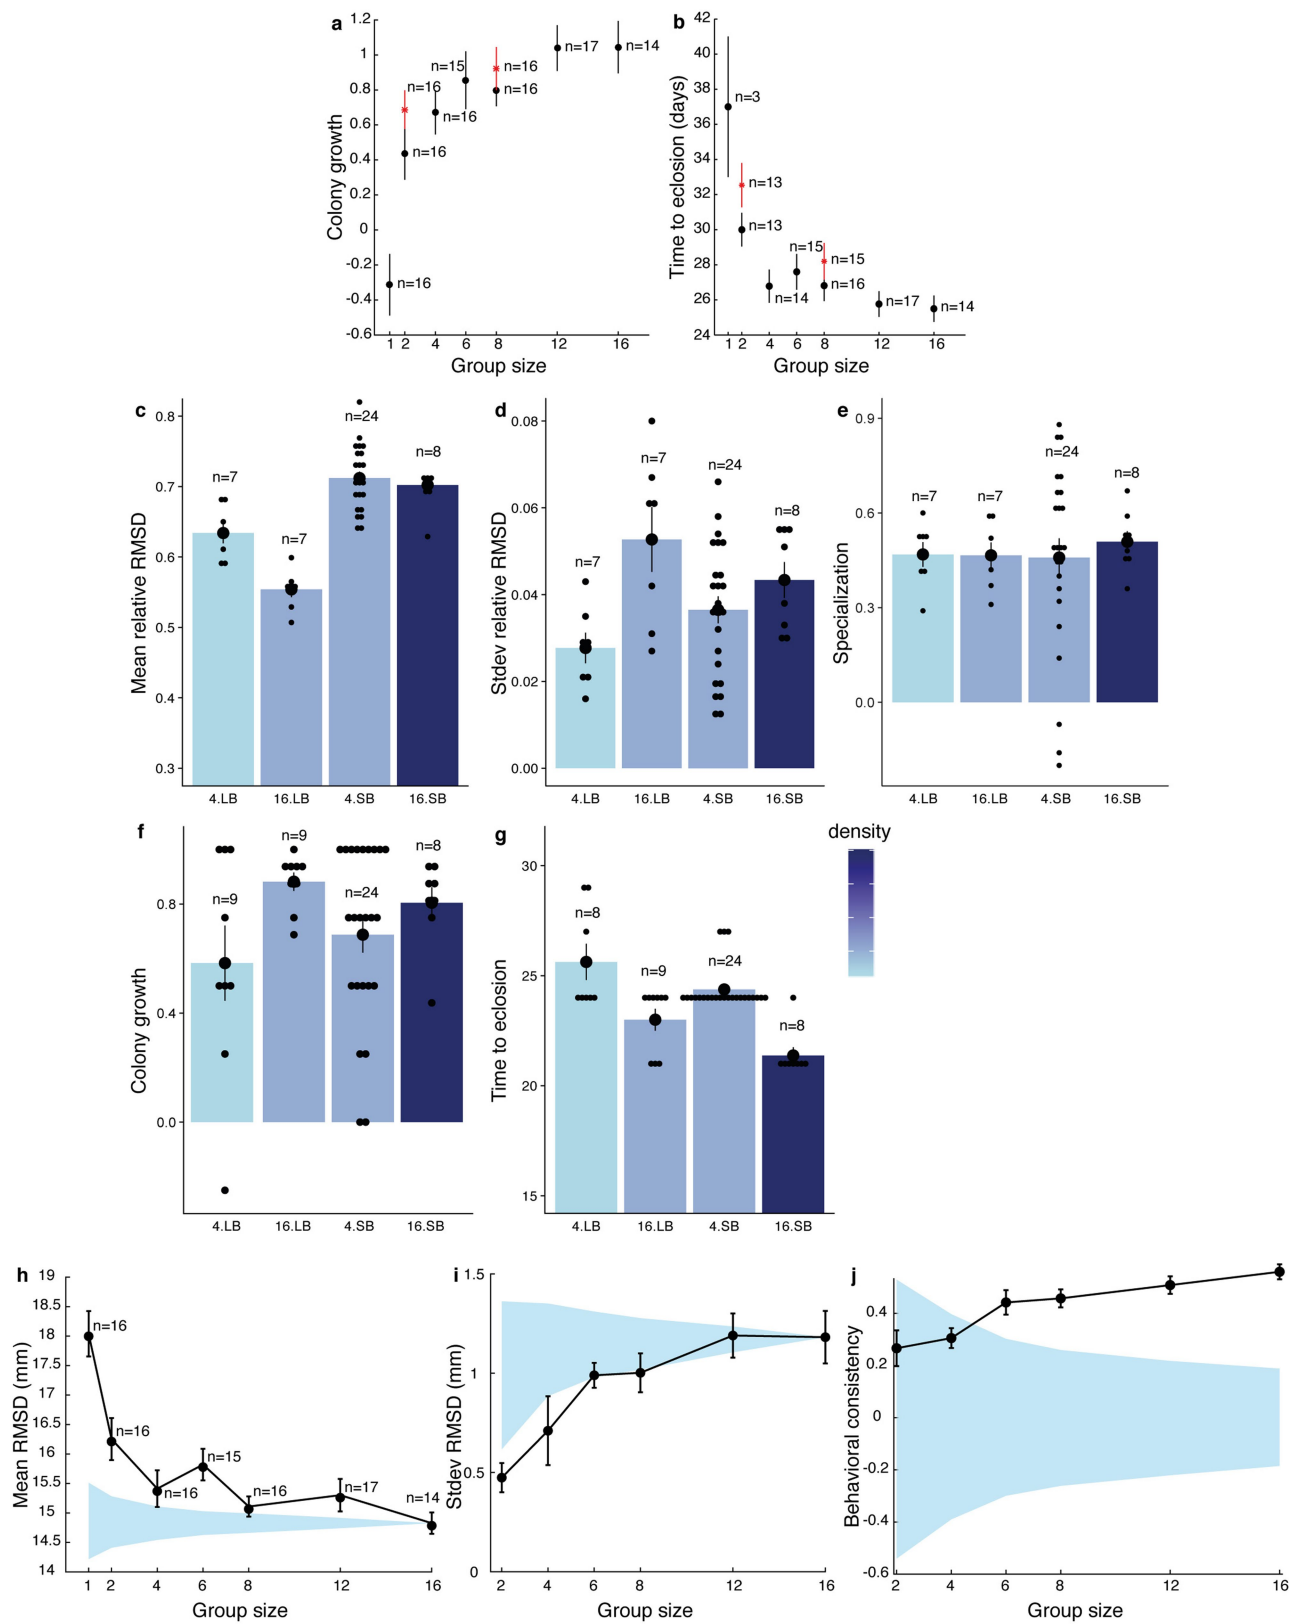 a
1.2
1
0.8
0.6
0.4
0.2
0
-0.2
-0.4
-0.6
Colony growth
n=16
n=16
n=16
n=16
n=15
n=16
n=16
n=17
n=14
1 2 4 6 8 12 16
Group size
b
42
40
38
36
34
32
30
28
26
24
Time to eclosion (days)
n=3
n=13
n=13
n=14
n=15
n=15
n=16
n=17
n=14
1 2 4 6 8 12 16
Group size
c
0.8
0.7
0.6
0.5
0.4
0.3
Mean relative RMSD
n=7
n=7
n=24
n=8
4.LB 16.LB 4.SB 16.SB
d
0.08
0.06
0.04
0.02
0.00
Stdev relative RMSD
n=7
n=7
n=24
n=8
4.LB 16.LB 4.SB 16.SB
e
0.9
0.6
0.3
0.0
Specialization
n=7
n=7
n=24
n=8
4.LB 16.LB 4.SB 16.SB
f
0.8
0.4
0.0
Colony growth
n=9
n=9
n=24
n=8
4.LB 16.LB 4.SB 16.SB
g
30
25
20
15
Time to eclosion
n=8
n=9
n=24
n=8
4.LB 16.LB 4.SB 16.SB
density
h
19
18.5
18
17.5
17
16.5
16
15.5
15
14.5
14
Mean RMSD (mm)
n=16
n=16
n=16
n=15
n=16
n=17
n=14
1 2 4 6 8 12 16
Group size
i
1.5
1
0.5
0
Stdev RMSD (mm)
2 4 6 8 12 16
Group size
j
0.4
0.2
0
-0.2
-0.4
-0.6
Behavioral consistency
2 4 6 8 12 16
Group size